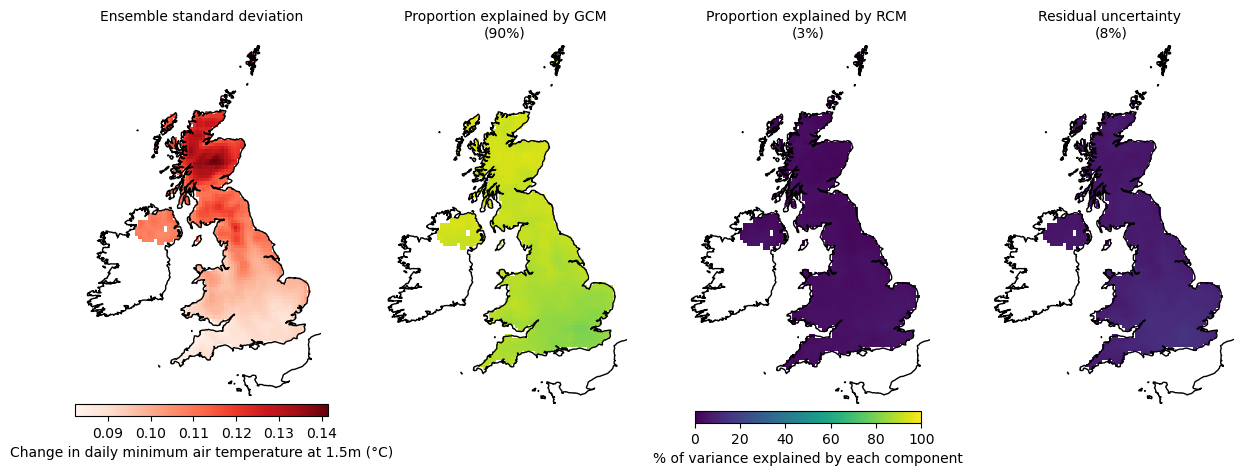 Ensemble standard deviation
Proportion explained by GCM
(90%)
Proportion explained by RCM
(3%)
Residual uncertainty
(8%)
0.09 0.10 0.11 0.12 0.13 0.14
Change in daily minimum air temperature at 1.5m (°C)
0 20 40 60 80 100
% of variance explained by each component